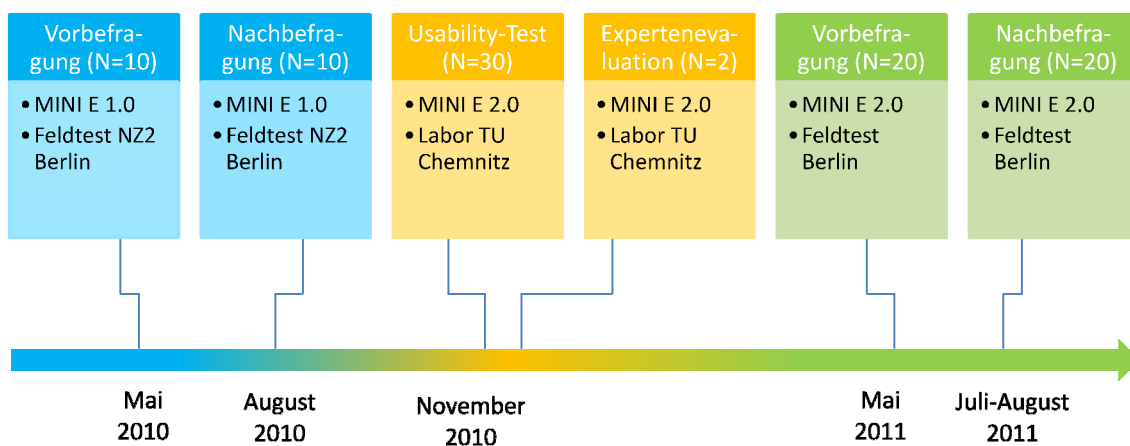 Vorbefra-
gung (N=10)
• MINI E 1.0
• Feldtest NZ2
Berlin
Nachbefra-
gung (N=10)
• MINI E 1.0
• Feldtest NZ2
Berlin
Usability-Test
(N=30)
• MINI E 2.0
• Labor TU
Chemnitz
Experteneva-
luation (N=2)
• MINI E 2.0
• Labor TU
Chemnitz
Vorbefra-
gung (N=20)
• MINI E 2.0
• Feldtest
Berlin
Nachbefra-
gung (N=20)
• MINI E 2.0
• Feldtest
Berlin
Mai
2010
August
2010
November
2010
Mai
2011
Juli-August
2011